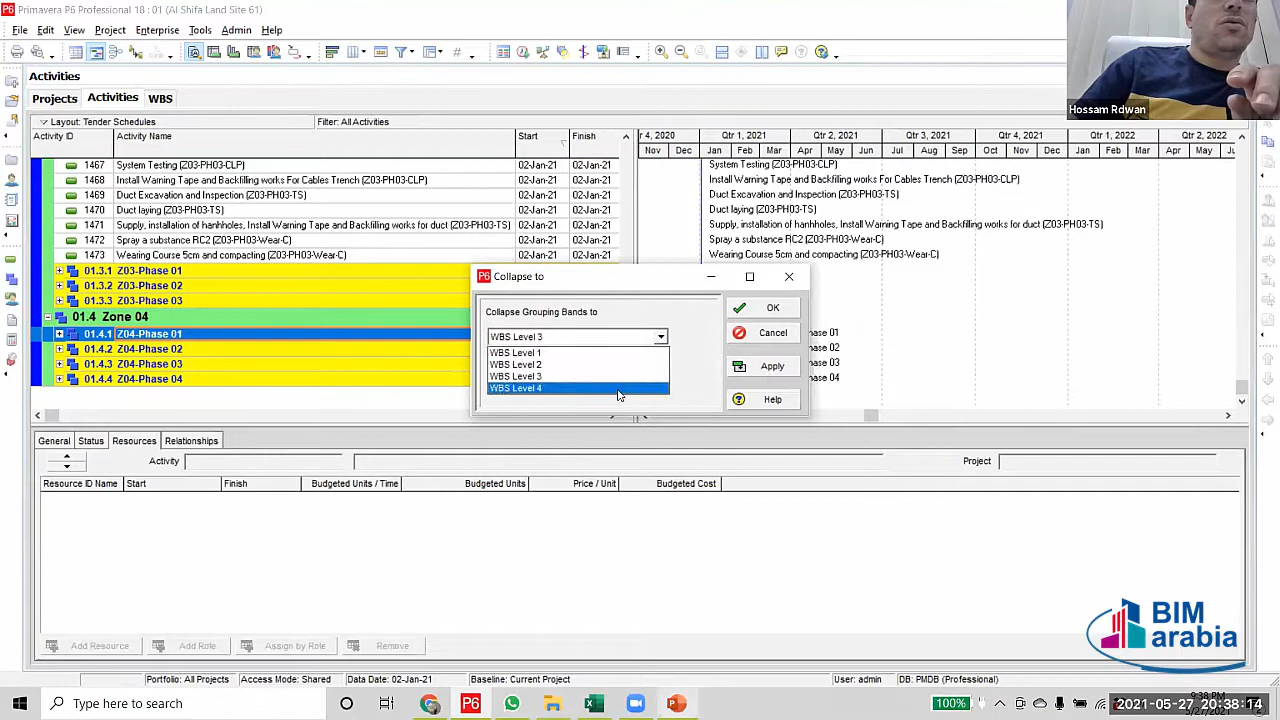 Primavera P6 Professional 18 : 01 (Al Shifa Land Site 61)
File Edit View Project Enterprise Tools Admin Help
Activities
Projects Activities WBS
Layout: Tender Schedules Filter: All Activities
Activity ID Activity Name Start Finish
r 4, 2020 Qtr 1, 2021 Qtr 2, 2021 Qtr 3, 2021 Qtr 4, 2021 Qtr 1, 2022 Qtr 2, 2022
Nov Dec Jan Feb Mar Apr May Jun Jul Aug Sep Oct Nov Dec Jan Feb Mar Apr May Ju
1467 System Testing (Z03-PH03-CLP) 02-Jan-21 02-Jan-21 System Testing (Z03-PH03-CLP)
1468 Install Warning Tape and Backfilling works For Cables Trench (Z03-PH03-CLP) 02-Jan-21 02-Jan-21 Install Warning Tape and Backfilling works For Cables Trench (Z03-PH03-CLP)
1469 Duct Excavation and Inspection (Z03-PH03-TS) 02-Jan-21 02-Jan-21 Duct Excavation and Inspection (Z03-PH03-TS)
1470 Duct laying (Z03-PH03-TS) 02-Jan-21 02-Jan-21 Duct laying (Z03-PH03-TS)
1471 Supply, installation of hanhholes, Install Warning Tape and Backfilling works for duct (Z03-PH03-TS) 02-Jan-21 02-Jan-21 Supply, installation of hanhholes, Install Warning Tape and Backfilling works for duct (Z03-PH03-TS)
1472 Spray a substance RC2 (Z03-PH03-Wear-C) 02-Jan-21 02-Jan-21 Spray a substance RC2 (Z03-PH03-Wear-C)
1473 Wearing Course 5cm and compacting (Z03-PH03-Wear-C) 02-Jan-21 02-Jan-21 Wearing Course 5cm and compacting (Z03-PH03-Wear-C)
01.3.1 Z03-Phase 01
01.3.2 Z03-Phase 02
01.3.3 Z03-Phase 03
01.4 Zone 04
01.4.1 Z04-Phase 01 hase 01
01.4.2 Z04-Phase 02 hase 02
01.4.3 Z04-Phase 03 hase 03
01.4.4 Z04-Phase 04 hase 04
P6 Collapse to
Collapse Grouping Bands to
WBS Level 3
WBS Level 1
WBS Level 2
WBS Level 3
WBS Level 4
OK
Cancel
Apply
Help
Hossam Rdwan
General Status Resources Relationships
Activity Project
Resource ID Name Start Finish Budgeted Units / Time Budgeted Units Price / Unit Budgeted Cost
Add Resource Add Role Assign by Role Remove
BIM
arabia
Portfolio: All Projects Access Mode: Shared Data Date: 02-Jan-21 Baseline: Current Project User: admin DB: PMDB (Professional)
Type here to search
100%
9:38 PM
2021-05-27 20:38:14